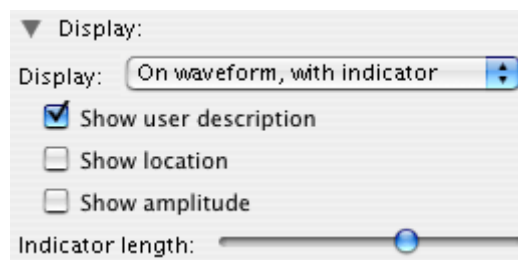 Display:
Display: On waveform, with indicator
Show user description
Show location
Show amplitude
Indicator length: